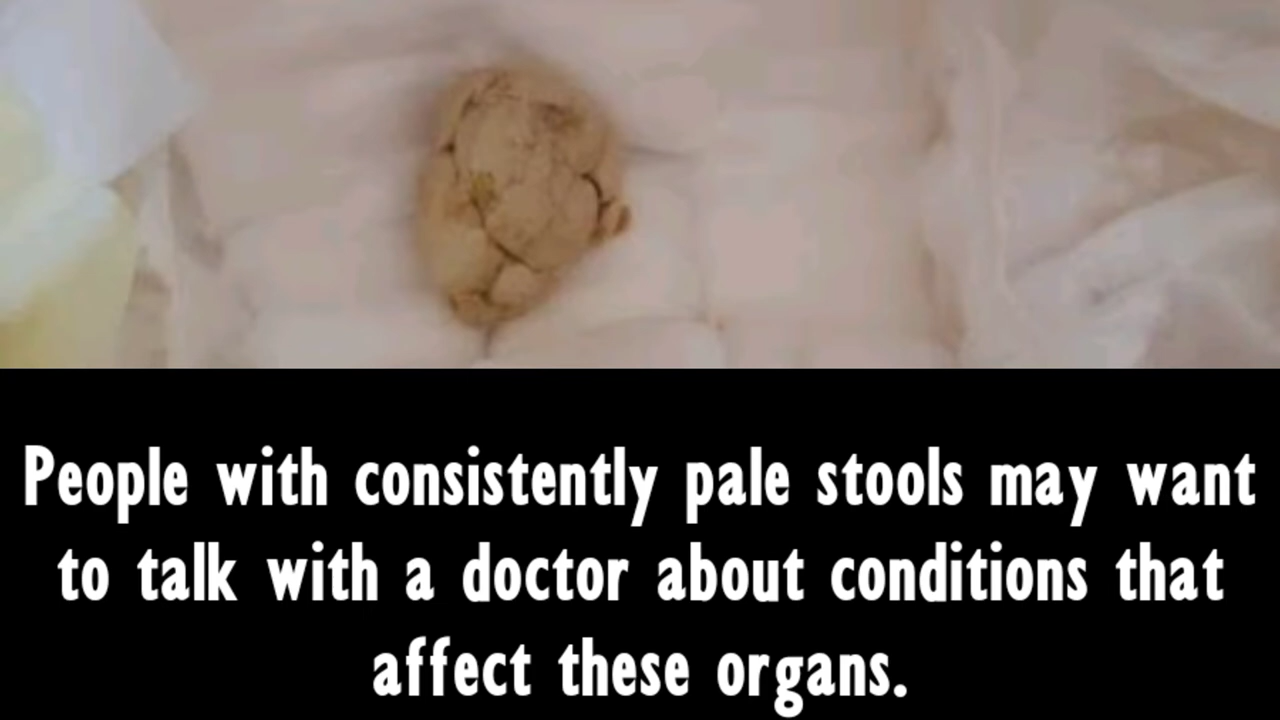 People with consistently pale stools may want
to talk with a doctor about conditions that
affect these organs.